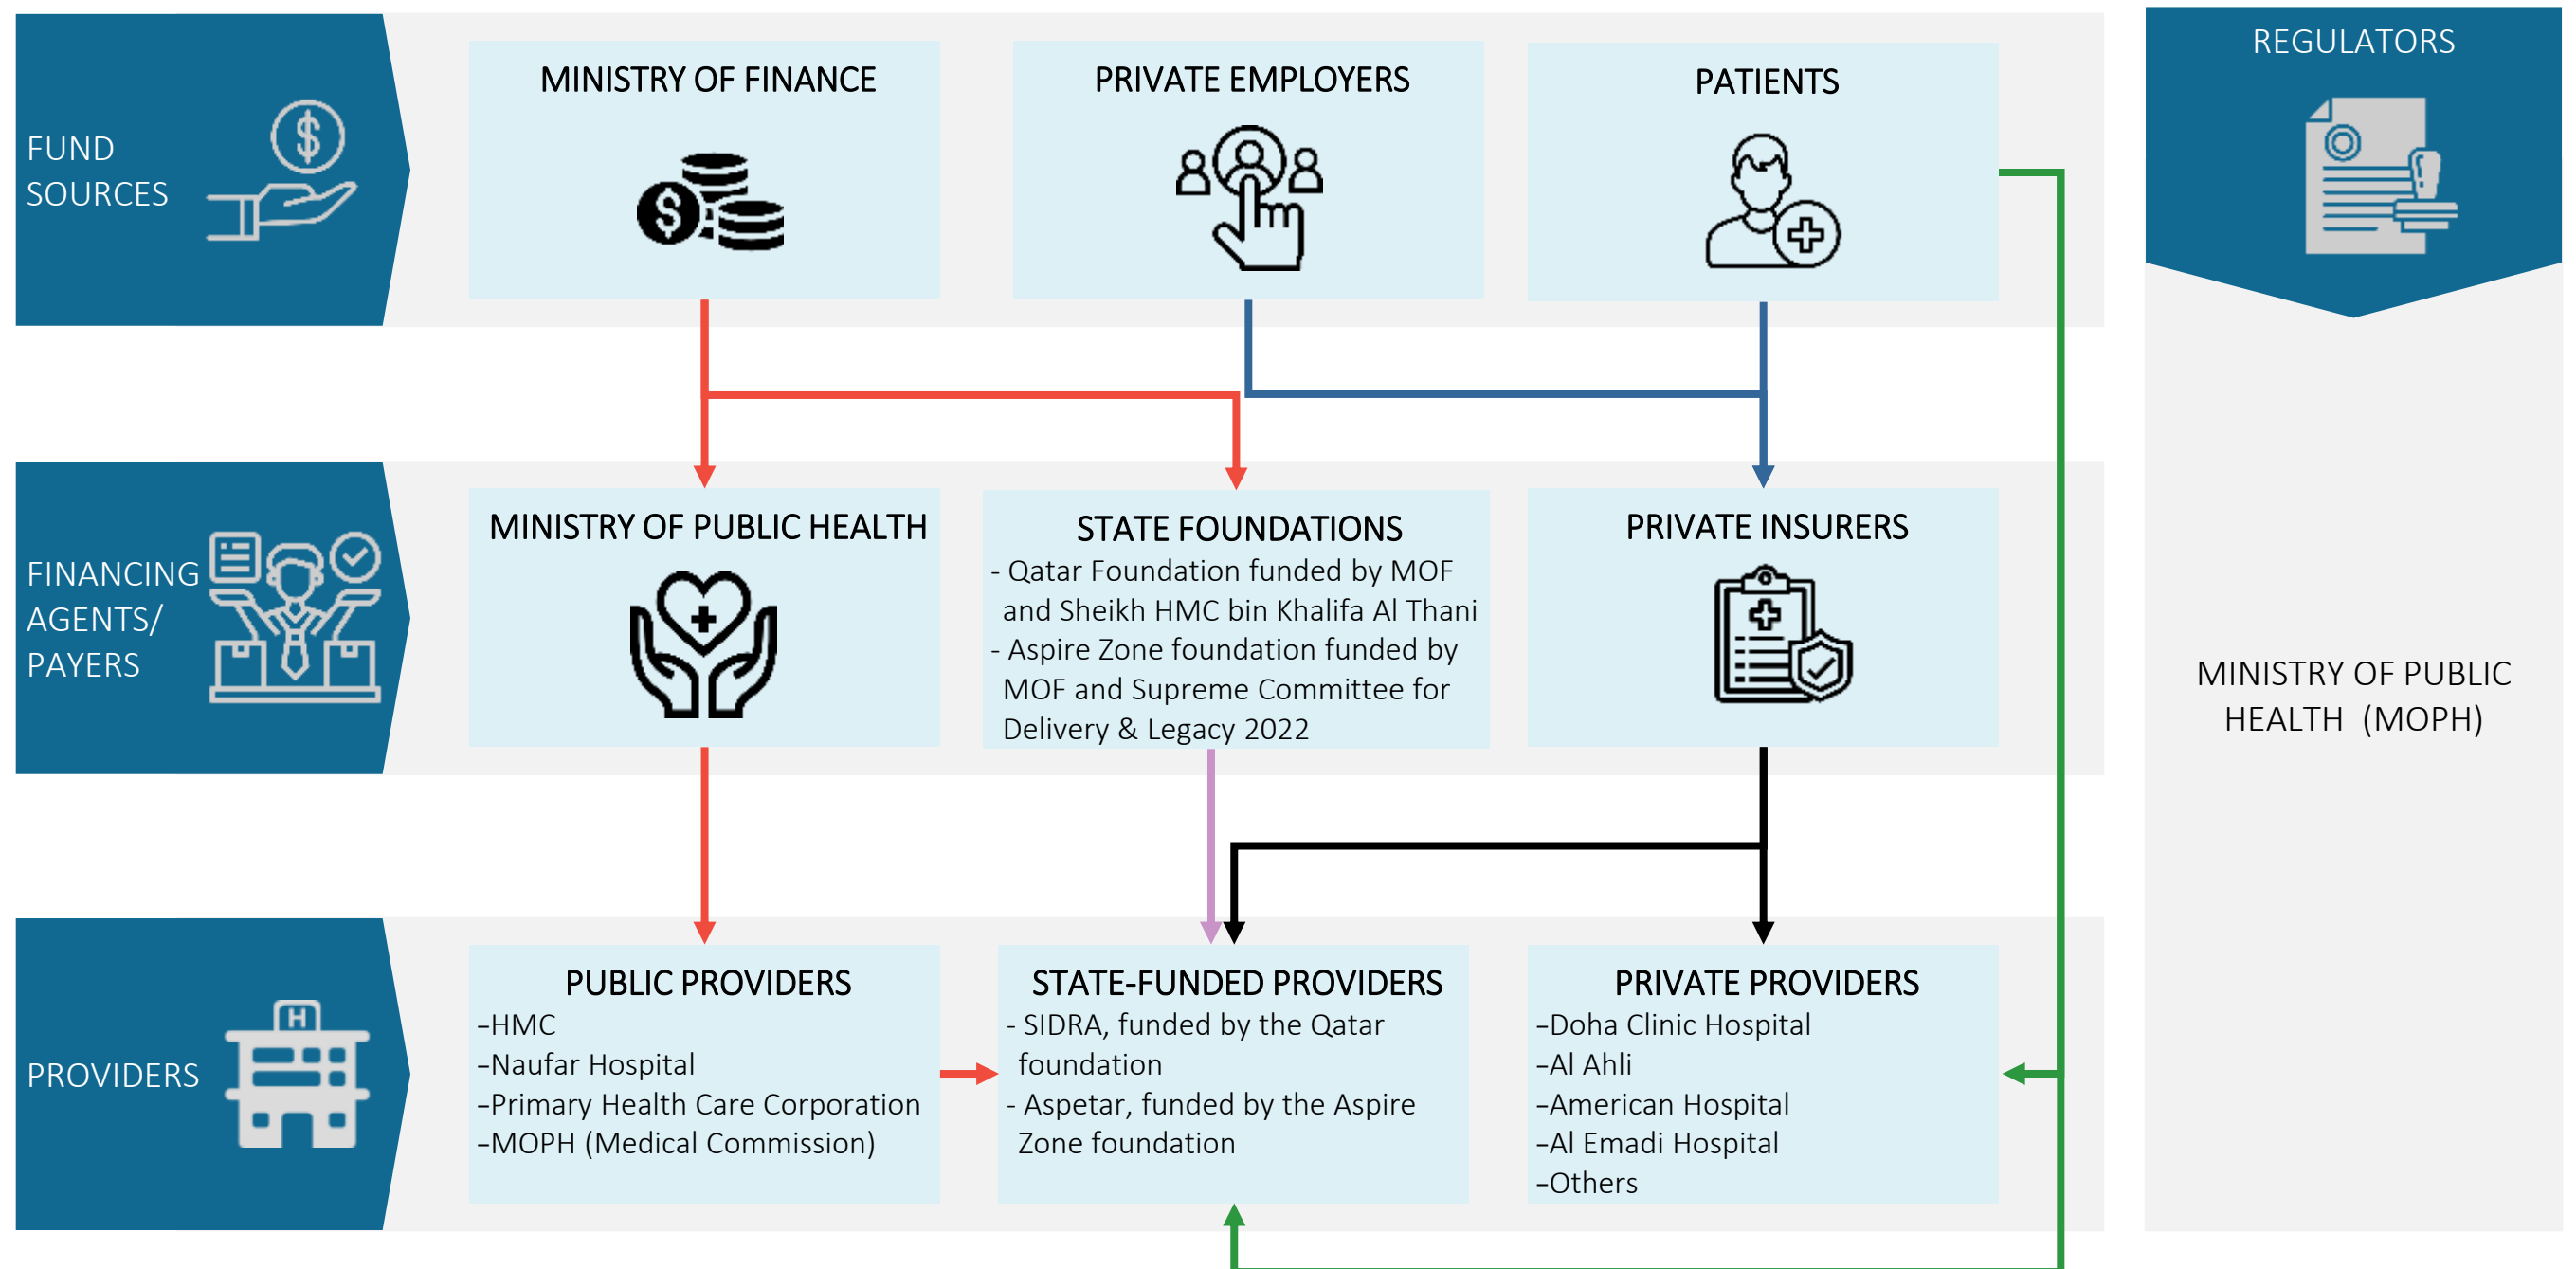 FUND
SOURCES
$
MINISTRY OF FINANCE
$
PRIVATE EMPLOYERS
PATIENTS
REGULATORS
FINANCING
AGENTS/
PAYERS
MINISTRY OF PUBLIC HEALTH
STATE FOUNDATIONS
- Qatar Foundation funded by MOF
and Sheikh HMC bin Khalifa Al Thani
- Aspire Zone foundation funded by
MOF and Supreme Committee for
Delivery & Legacy 2022
PRIVATE INSURERS
MINISTRY OF PUBLIC
HEALTH (MOPH)
PROVIDERS
H
PUBLIC PROVIDERS
–HMC
–Naufar Hospital
–Primary Health Care Corporation
–MOPH (Medical Commission)
STATE-FUNDED PROVIDERS
- SIDRA, funded by the Qatar
foundation
- Aspetar, funded by the Aspire
Zone foundation
PRIVATE PROVIDERS
–Doha Clinic Hospital
–Al Ahli
–American Hospital
–Al Emadi Hospital
–Others